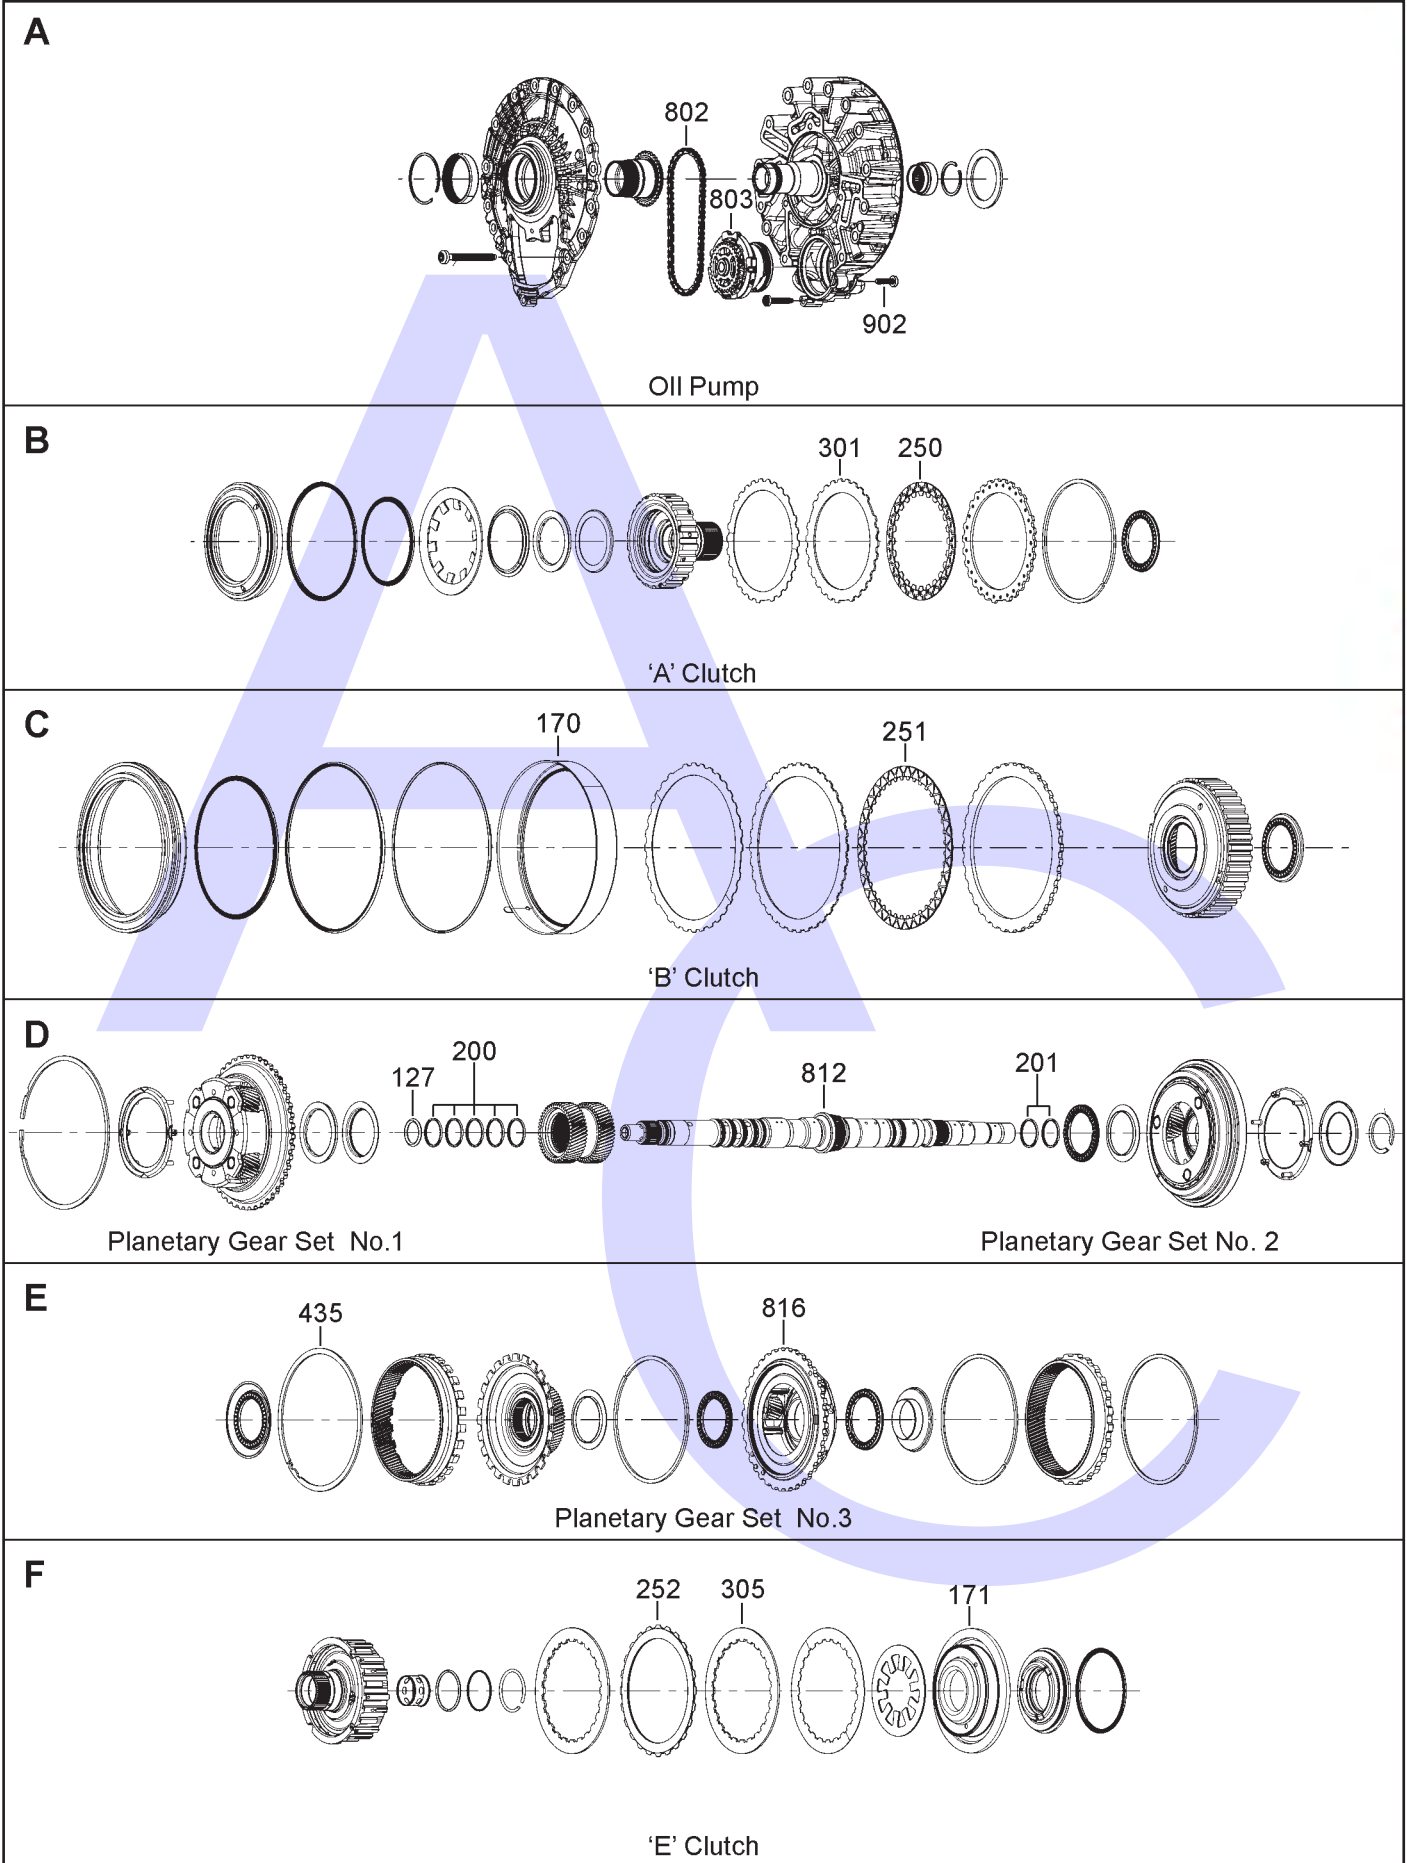 A
802
803
902
OIl Pump
B
301 250
‘A’ Clutch
C
170
251
‘B’ Clutch
D
127
200
812
201
Planetary Gear Set No.1
Planetary Gear Set No. 2
E
435
816
Planetary Gear Set No.3
F
252 305 171
‘E’ Clutch
AC